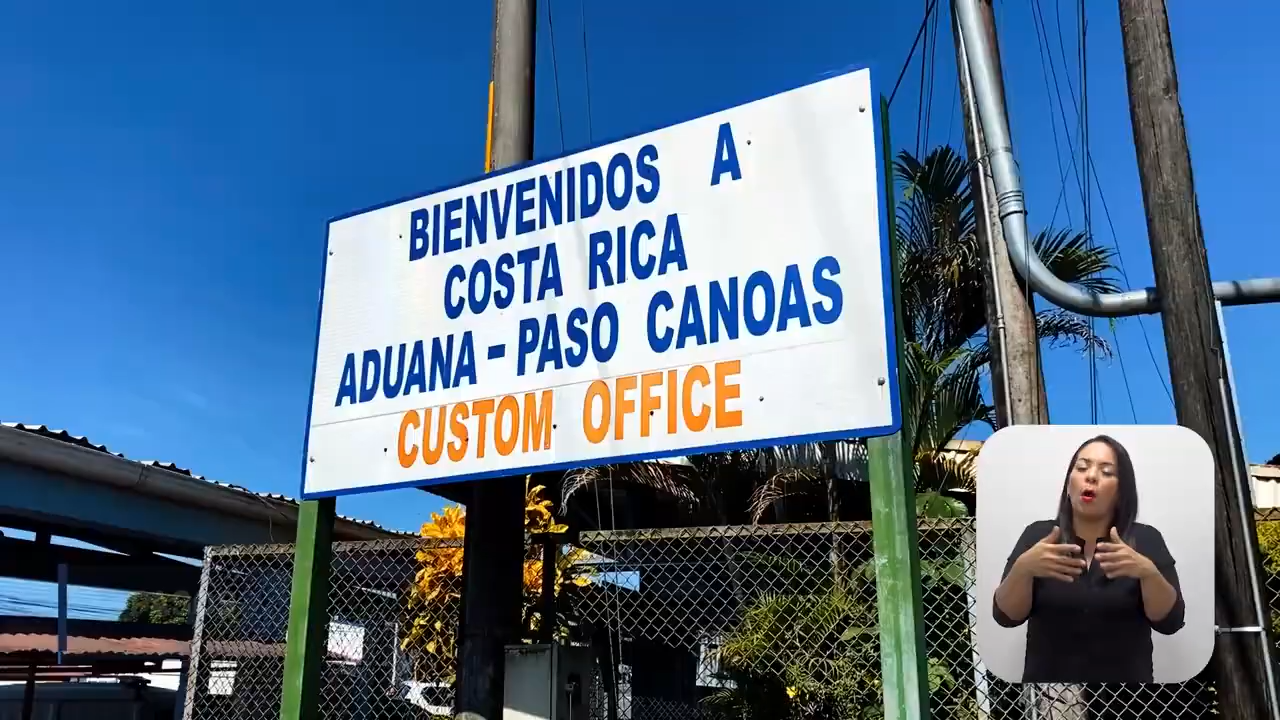 BIENVENIDOS A
COSTA RICA
ADUANA - PASO CANOAS
CUSTOM OFFICE